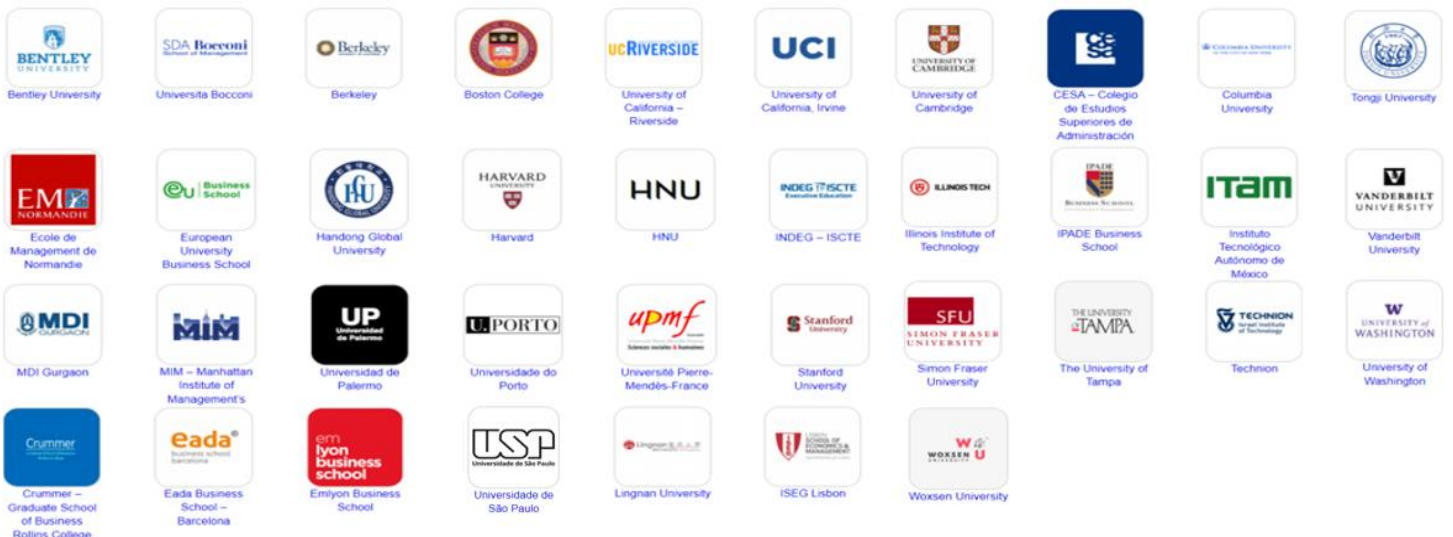 BENTLEY
UNIVERSITY
Bentley University
SDA Bocconi
School of Management
Universita Bocconi
Berkeley
Berkeley
Boston College
UCRIVERSIDE
University of
California –
Riverside
UCI
University of
California, Irvine
UNIVERSITY OF
CAMBRIDGE
University of
Cambridge
cesa
CESA – Colegio
de Estudios
Superiores de
Administración
COLUMBIA UNIVERSITY
IN THE CITY OF NEW YORK
Columbia
University
Tongji University
EM
NORMANDIE
Ecole de
Management de
Normandie
eu Business
School
European
University
Business School
HGU
Handong Global
University
HARVARD
UNIVERSITY
Harvard
HNU
HNU
INDEG ISCTE
Executive Education
INDEG – ISCTE
ILLINOIS TECH
Illinois Institute of
Technology
IPADE
BUSINESS SCHOOL
IPADE Business
School
ITAM
Instituto
Tecnológico
Autónomo de
México
V
VANDERBILT
UNIVERSITY
Vanderbilt
University
MDI
GURGAON
MDI Gurgaon
MIM
MIM – Manhattan
Institute of
Management's
UP
Universidad
de Palermo
Universidad de
Palermo
U. PORTO
Universidade do
Porto
upmf
Sciences sociales & humaines
Université Pierre-
Mendès-France
Stanford
University
Stanford
University
SFU
SIMON FRASER
UNIVERSITY
Simon Fraser
University
THE UNIVERSITY
of TAMPA
The University of
Tampa
TECHNION
Israel Institute
of Technology
Technion
W
UNIVERSITY of
WASHINGTON
University of
Washington
Crummer
Crummer –
Graduate School
of Business
Rollins College
eada
business school
barcelona
Eada Business
School –
Barcelona
em
lyon
business
school
Emlyon Business
School
USP
Universidade de São Paulo
Universidade de
São Paulo
Lingnan
Lingnan University
LISBON
SCHOOL OF
ECONOMICS &
MANAGEMENT
ISEG Lisbon
W
WOXSEN U
UNIVERSITY
Woxsen University